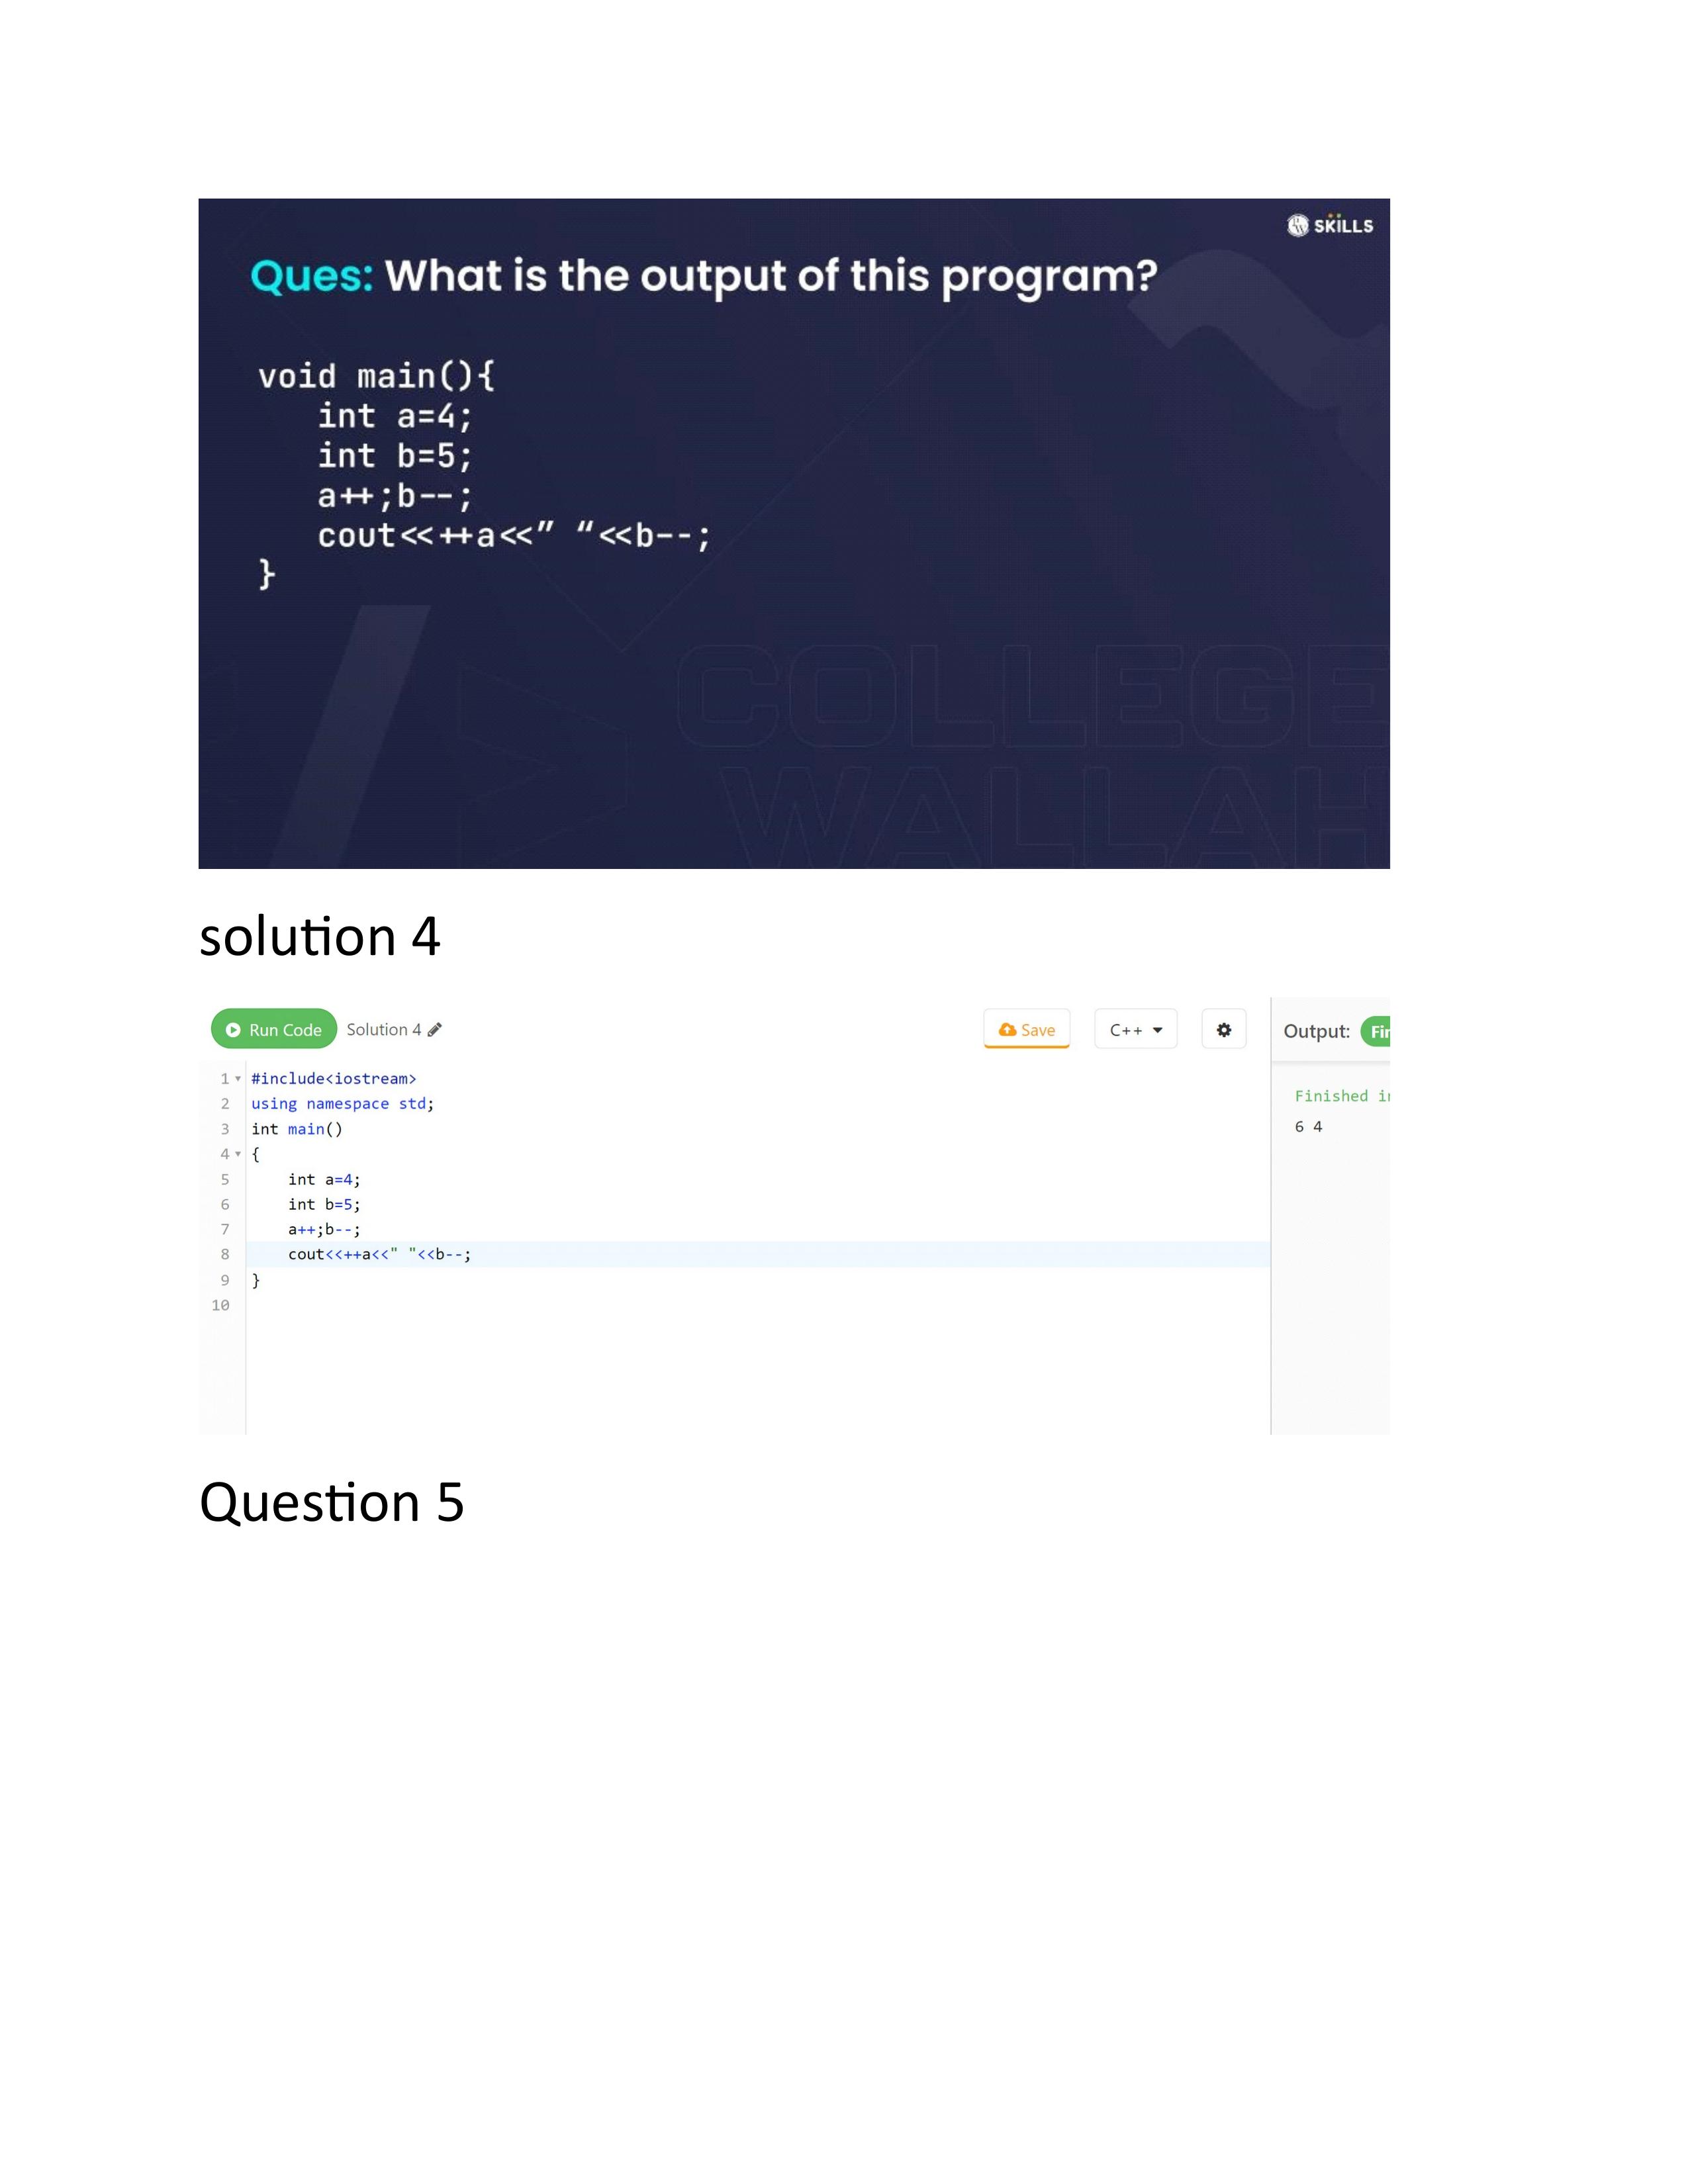 SKILLS
Ques: What is the output of this program?
void main(){
int a=4;
int b=5;
a++;b--;
cout<<++a<<” “<<b--;
}
COLLEGE
WALLAH
solution 4
Run Code Solution 4 Save C++ Output: Fir
1 #include<iostream>
2 using namespace std;
3 int main()
4 {
5 int a=4;
6 int b=5;
7 a++;b--;
8 cout<<++a<<" "<<b--;
9 }
10
Finished in
6 4
Question 5